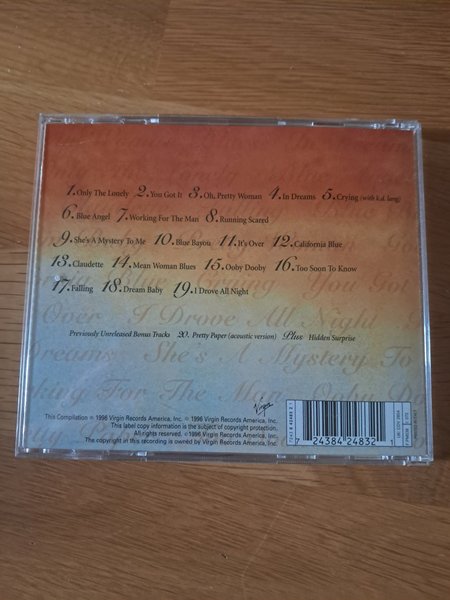 1. Only The Lonely 2. You Got It 3. Oh, Pretty Woman 4. In Dreams 5. Crying (with k.d. lang)
6. Blue Angel 7. Working For The Man 8. Running Scared
9. She's A Mystery To Me 10. Blue Bayou 11. It's Over 12. California Blue
13. Claudette 14. Mean Woman Blues 15. Ooby Dooby 16. Too Soon To Know
17. Falling 18. Dream Baby 19. I Drove All Night
Previously Unreleased Bonus Tracks 20. Pretty Paper (acoustic version) Plus Hidden Surprise
Virgin
This Compilation ℗ 1996 Virgin Records America, Inc. © 1996 Virgin Records America, Inc.
This label copy information is the subject of copyright protection.
All rights reserved. © 1996 Virgin Records America, Inc.
The copyright in this recording is owned by Virgin Records America, Inc.
7 24384 24832